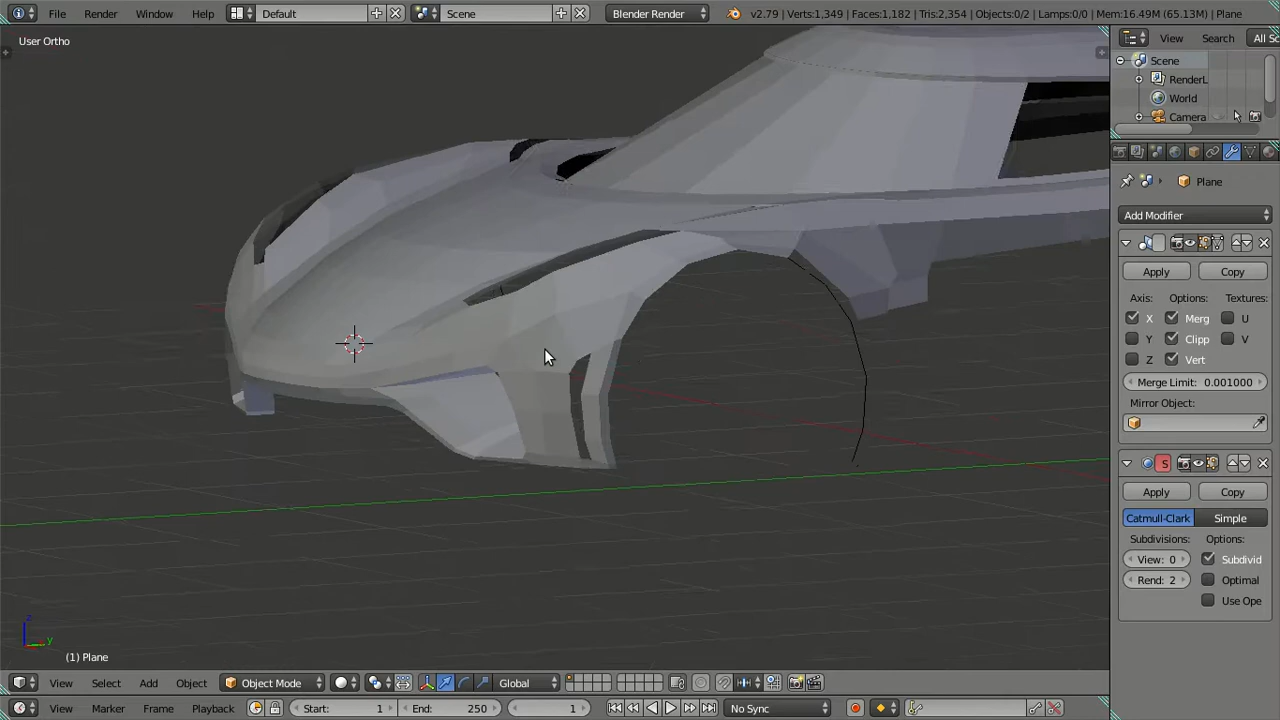 File Render Window Help Default Scene Blender Render v2.79 | Verts:1,349 | Faces:1,182 | Tris:2,354 | Objects:0/2 | Lamps:0/0 | Mem:16.49M (65.13M) | Plane
User Ortho
View Search All Sc
Scene
RenderL
World
Camera
Plane
Add Modifier
Apply Copy
Axis: Options: Textures:
X Merg U
Y Clipp V
Z Vert
Merge Limit: 0.001000
Mirror Object:
S
Apply Copy
Catmull-Clark Simple
Subdivisions: Options:
View: 0 Subdivid
Rend: 2 Optimal
Use Ope
z
y
(1) Plane
View Select Add Object Object Mode Global
View Marker Frame Playback Start: 1 End: 250 1 No Sync